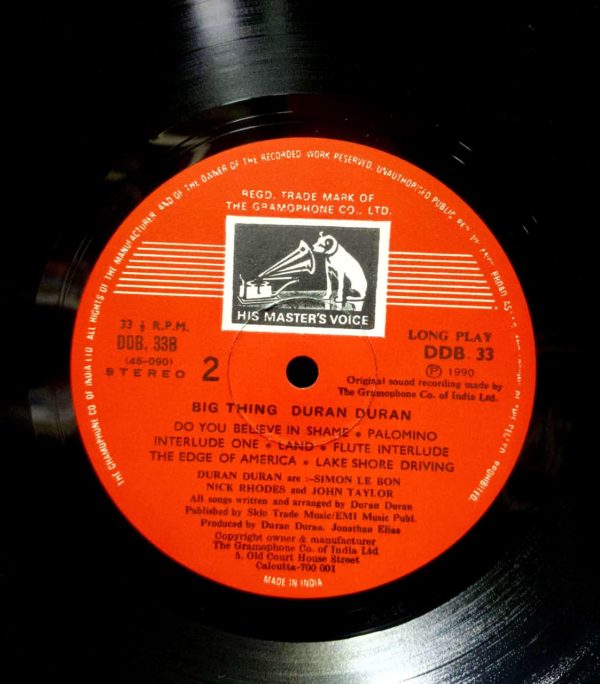 THE GRAMOPHONE CO OF INDIA LTD. ALL RIGHTS OF THE MANUFACTURER AND OF THE OWNER OF THE RECORDED WORK RESERVED. UNAUTHORISED PUBLIC PROHIBITED
REGD. TRADE MARK OF
THE GRAMOPHONE CO., LTD.
HIS MASTER'S VOICE
33 ⅓ R.P.M.
DDB. 33B
(46-090)
STEREO
2
LONG PLAY
DDB. 33
Ⓟ 1990
Original sound recording made by
The Gramophone Co. of India Ltd.
BIG THING DURAN DURAN
DO YOU BELIEVE IN SHAME • PALOMINO
INTERLUDE ONE • LAND • FLUTE INTERLUDE
THE EDGE OF AMERICA • LAKE SHORE DRIVING
DURAN DURAN are :–SIMON LE BON
NICK RHODES and JOHN TAYLOR
All songs written and arranged by Duran Duran
Published by Skin Trade Music/EMI Music Publ.
Produced by Duran Duran, Jonathan Elias
Copyright owner & manufacturer
The Gramophone Co. of India Ltd
5, Old Court House Street
Calcutta-700 001
MADE IN INDIA